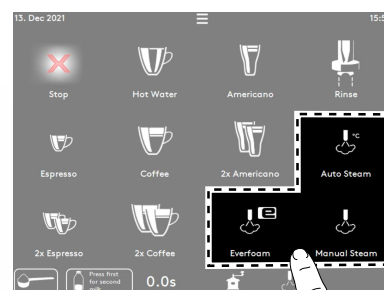 13. Dec 2021 15:5
Stop Hot Water Americano Rinse
°C
Espresso Coffee 2x Americano Auto Steam
e
2x Espresso 2x Coffee Everfoam Manual Steam
Press first
for second
milk
0.0s